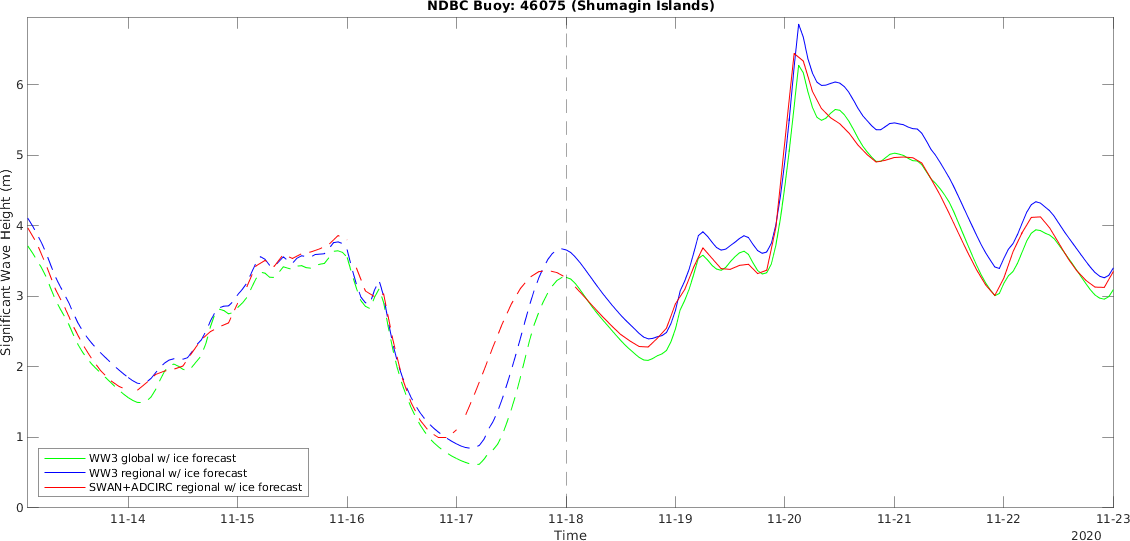 NDBC Buoy: 46075 (Shumagin Islands)
Significant Wave Height (m)
6
5
4
3
2
1
0
WW3 global w/ ice forecast
WW3 regional w/ ice forecast
SWAN+ADCIRC regional w/ ice forecast
11-14 11-15 11-16 11-17 11-18 11-19 11-20 11-21 11-22 11-23
Time
2020